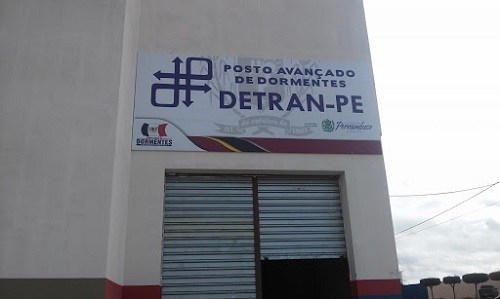 POSTO AVANÇADO
DE DORMENTES
DETRAN-PE
DORMENTES
Pernambuco